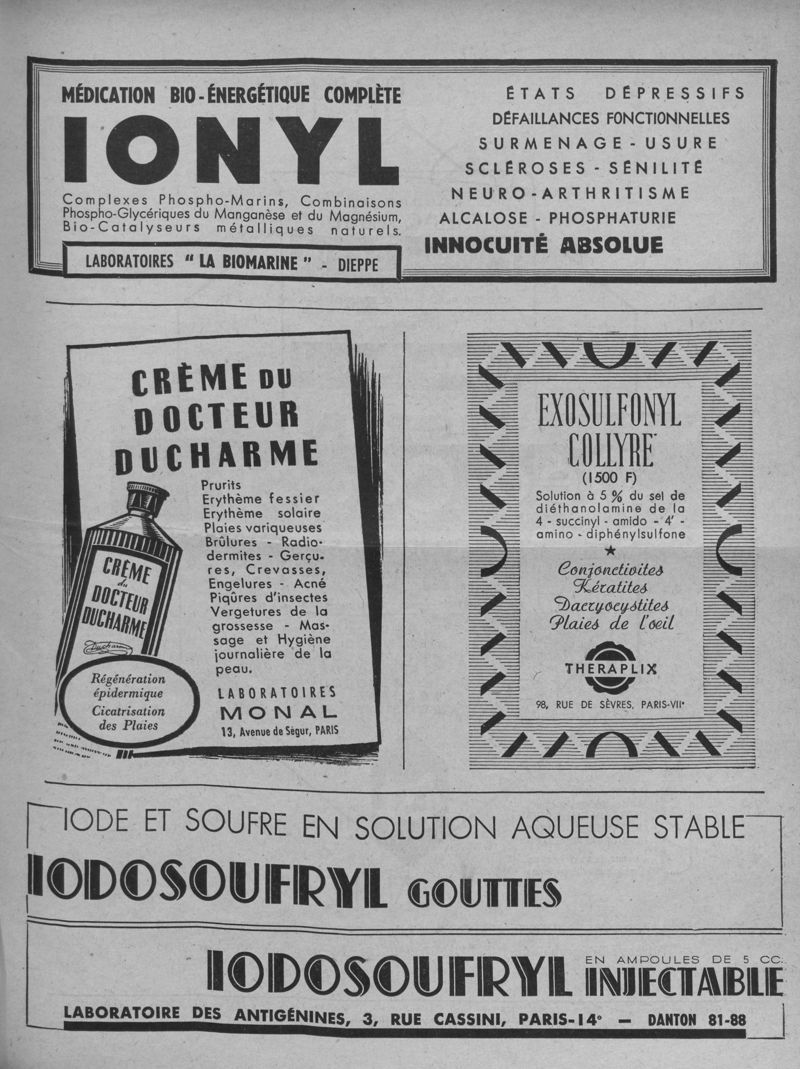 MÉDICATION BIO-ÉNERGÉTIQUE COMPLÈTE
IONYL
Complexes Phospho-Marins, Combinaisons
Phospho-Glycériques du Manganèse et du Magnésium,
Bio-Catalyseurs métalliques naturels.
LABORATOIRES "LA BIOMARINE" - DIEPPE
ÉTATS DÉPRESSIFS
DÉFAILLANCES FONCTIONNELLES
SURMENAGE - USURE
SCLÉROSES - SÉNILITÉ
NEURO-ARTHRITISME
ALCALOSE - PHOSPHATURIE
INNOCUITÉ ABSOLUE
CRÈME DU
DOCTEUR
DUCHARME
Prurits
Erythème fessier
Erythème solaire
Plaies variqueuses
Brûlures - Radio-
dermites - Gerçu-
res, Crevasses,
Engelures - Acné
Piqûres d'insectes
Vergetures de la
grossesse - Mas-
sage et Hygiène
journalière de la
peau.
CRÈME
du
DOCTEUR
DUCHARME
Ducharme
Régénération
épidermique
Cicatrisation
des Plaies
LABORATOIRES
MONAL
13, Avenue de Ségur, PARIS
EXOSULFONYL
COLLYRE
(1500 F)
Solution à 5 % du sel de
diéthanolamine de la
4 - succinyl - amido - 4' -
amino - diphénylsulfone
Conjonctivites
Kératites
Dacryocystites
Plaies de l'œil
THERAPLIX
98, RUE DE SÈVRES, PARIS-VIIe
IODE ET SOUFRE EN SOLUTION AQUEUSE STABLE
IODOSOUFRYL GOUTTES
IODOSOUFRYL EN AMPOULES DE 5 CC.
INJECTABLE
LABORATOIRE DES ANTIGÉNINES, 3, RUE CASSINI, PARIS-14e — DANTON 81-88